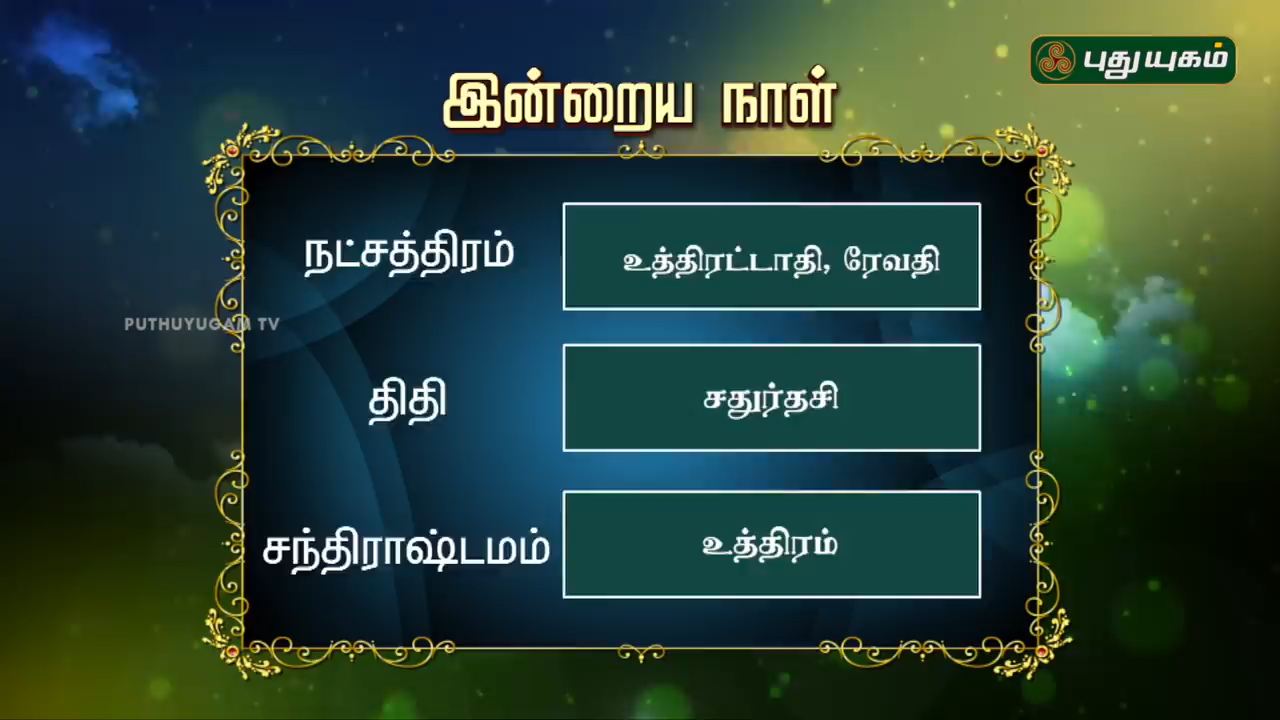 புதுயுகம்
இன்றைய நாள்
நட்சத்திரம் உத்திரட்டாதி, ரேவதி
PUTHUYUGAM TV
திதி சதுர்தசி
சந்திராஷ்டமம் உத்திரம்